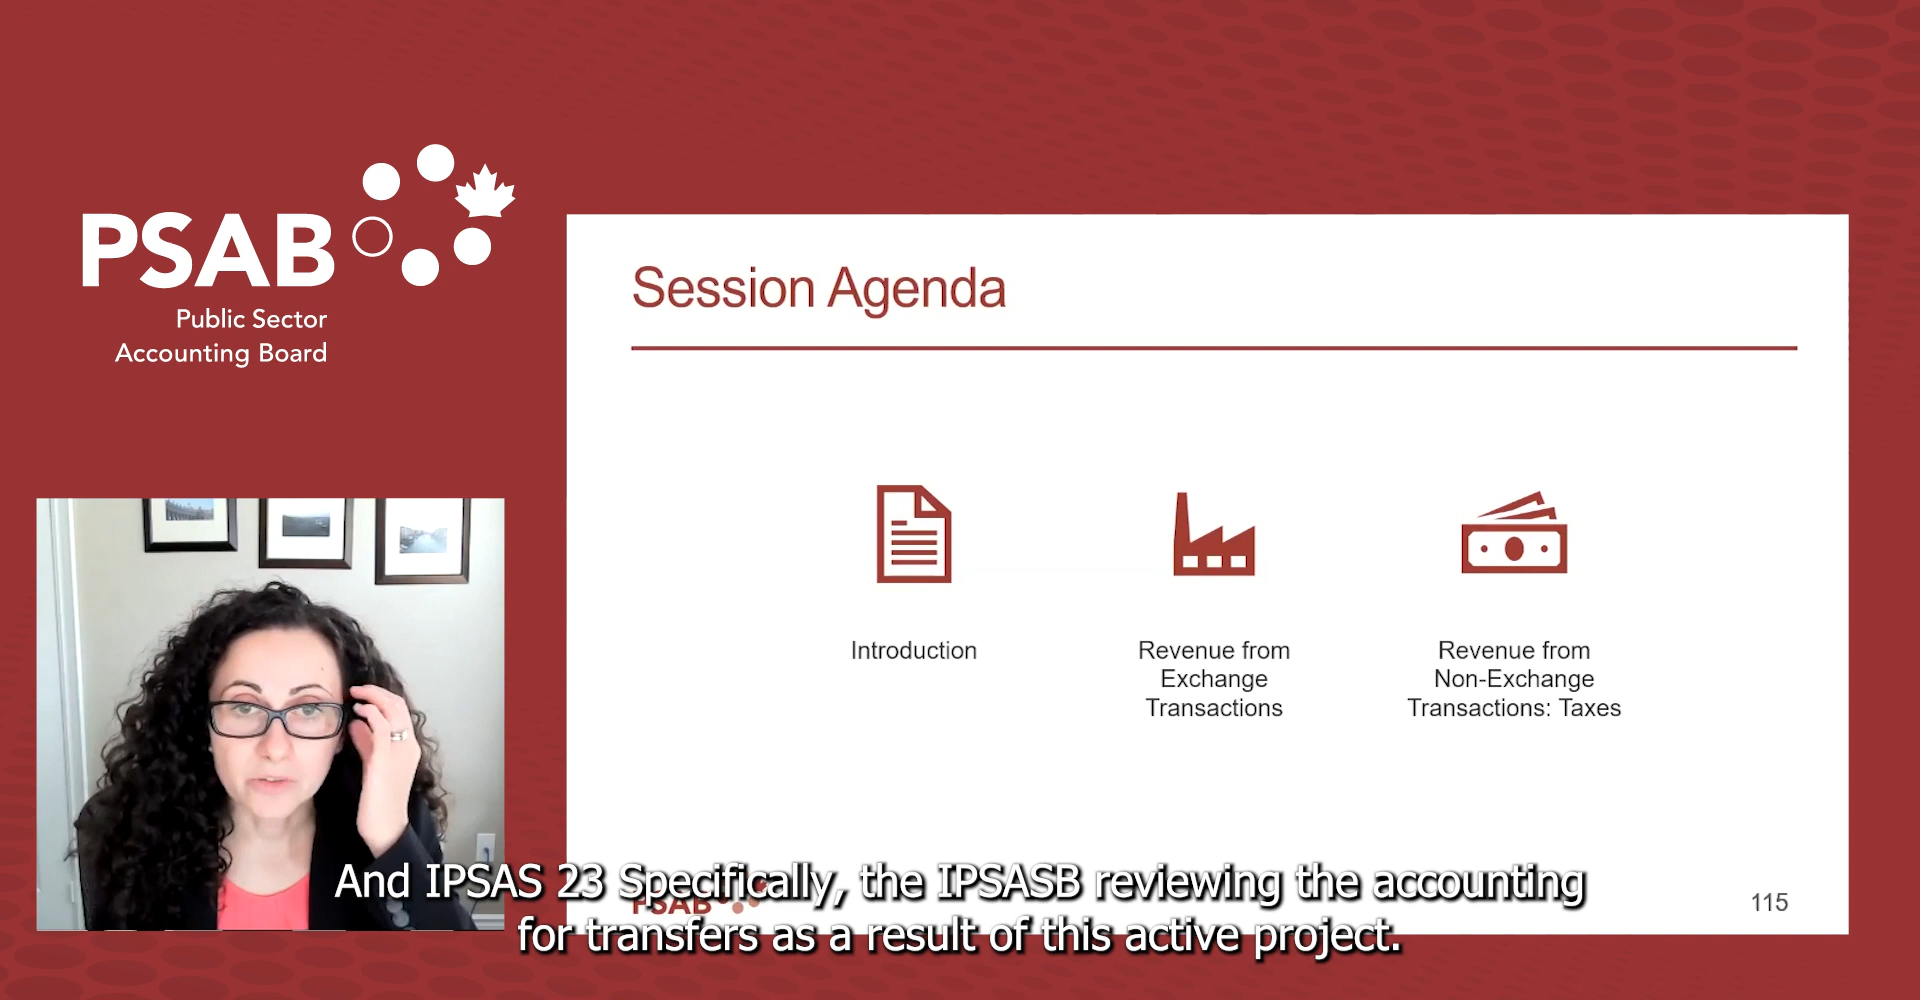 PSAB
Public Sector
Accounting Board
Session Agenda
Introduction
Revenue from
Exchange
Transactions
Revenue from
Non-Exchange
Transactions: Taxes
PSAB
115
And IPSAS 23 Specifically, the IPSASB reviewing the accounting
for transfers as a result of this active project.